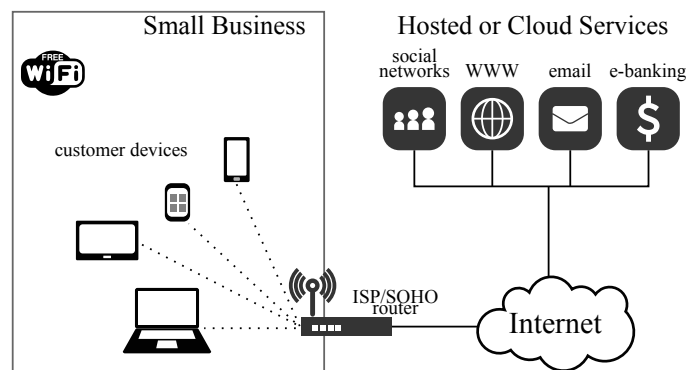 Small Business
Hosted or Cloud Services
FREE
WiFi
social
networks
WWW
email
e-banking
customer devices
ISP/SOHO
router
Internet